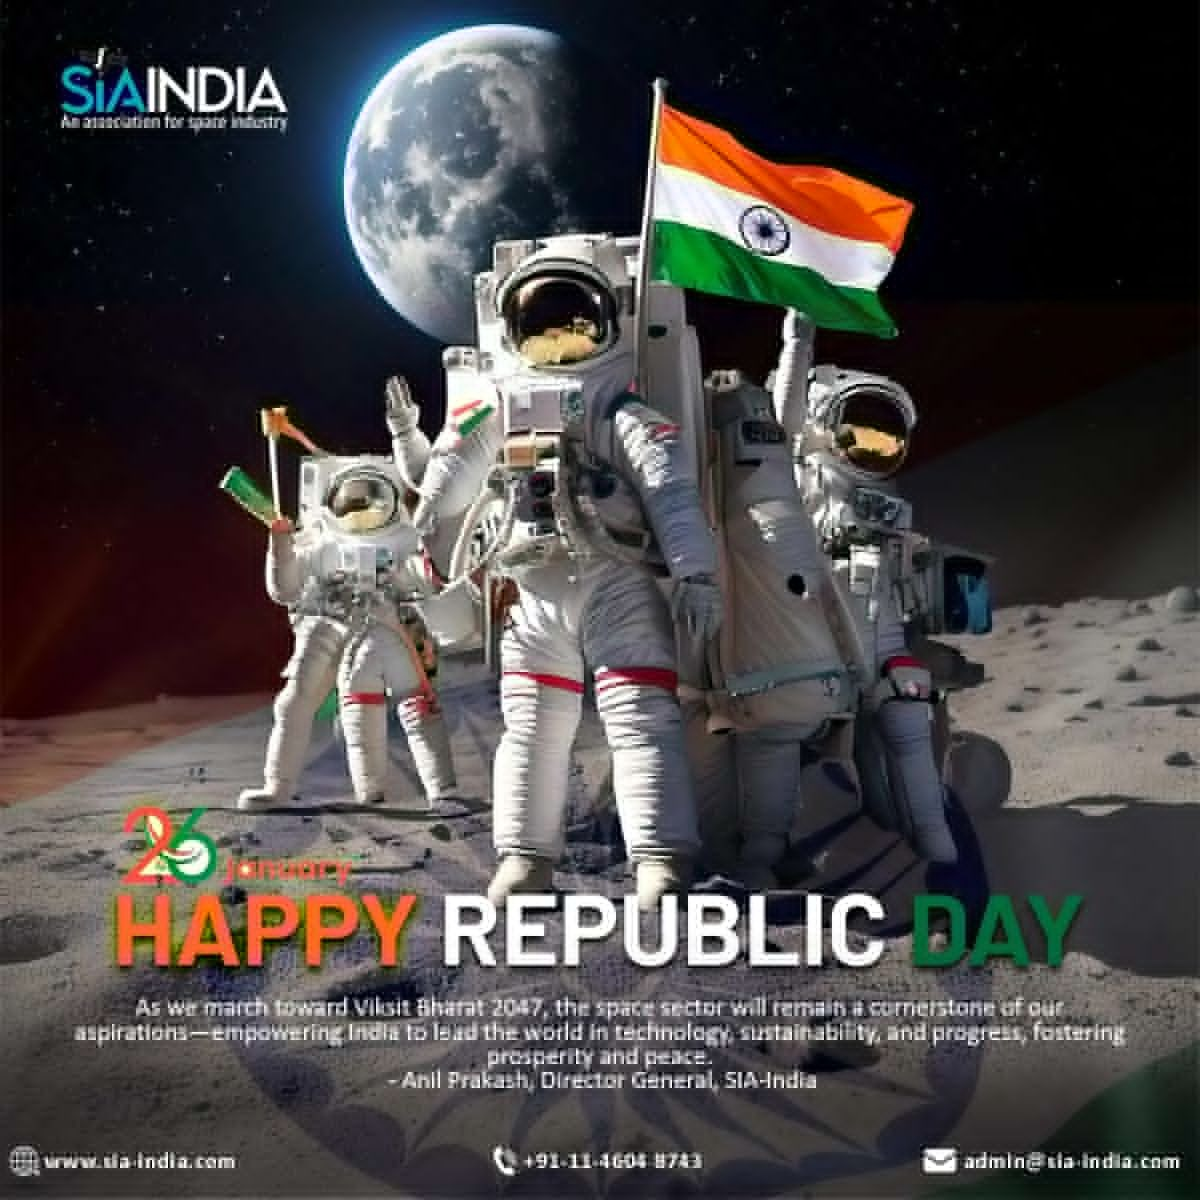 SiAINDIA
An association for space industry
26 January
HAPPY REPUBLIC DAY
As we march toward Viksit Bharat 2047, the space sector will remain a cornerstone of our
aspirations—empowering India to lead the world in technology, sustainability, and progress, fostering
prosperity and peace.
- Anil Prakash, Director General, SIA-India
www.sia-india.com
+91-11-4604 8743
admin@sia-india.com